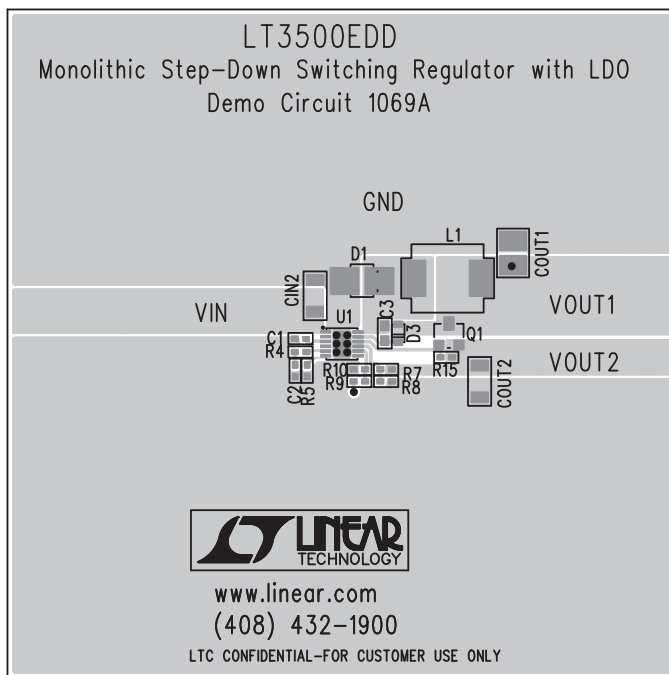 LT3500EDD
Monolithic Step-Down Switching Regulator with LDO
Demo Circuit 1069A
GND
L1
COUT1
D1
CIN2
VIN
U1
C3
D3
Q1
VOUT1
C1
R4
C2
R5
R10
R9
R7
R8
R15
COUT2
VOUT2
LINEAR
TECHNOLOGY
www.linear.com
(408) 432-1900
LTC CONFIDENTIAL-FOR CUSTOMER USE ONLY